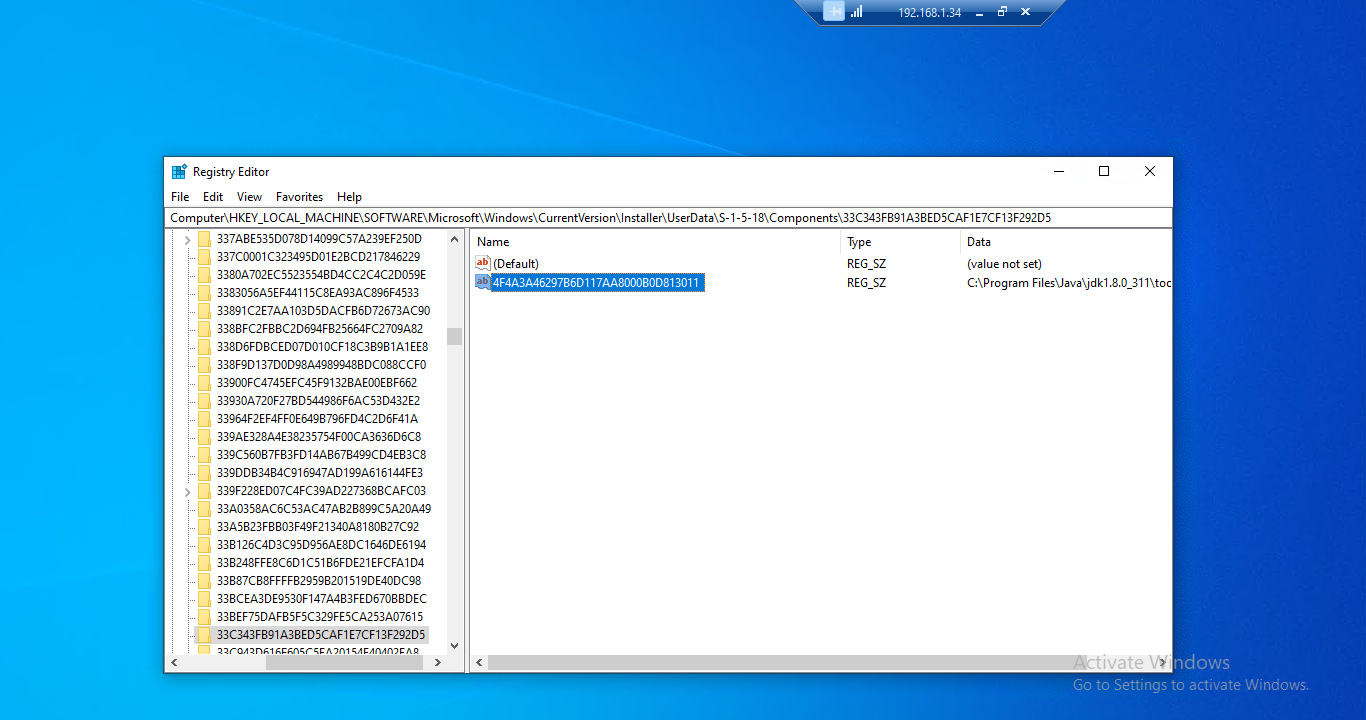 192.168.1.34
Registry Editor
File Edit View Favorites Help
Computer\HKEY_LOCAL_MACHINE\SOFTWARE\Microsoft\Windows\CurrentVersion\Installer\UserData\S-1-5-18\Components\33C343FB91A3BED5CAF1E7CF13F292D5
337ABE535D078D14099C57A239EF250D
337C0001C323495D01E2BCD217846229
3380A702EC5523554BD4CC2C4C2D059E
3383056A5EF44115C8EA93AC896F4533
33891C2E7AA103D5DACFB6D72673AC90
338BFC2FBBC2D694FB25664FC2709A82
338D6FDBCED07D010CF18C3B9B1A1EE8
338F9D137D0D98A4989948BDC088CCF0
33900FC4745EFC45F9132BAE00EBF662
33930A720F27BD544986F6AC53D432E2
33964F2EF4FF0E649B796FD4C2D6F41A
339AE328A4E38235754F00CA3636D6C8
339C560B7FB3FD14AB67B499CD4EB3C8
339DDB34B4C916947AD199A616144FE3
339F228ED07C4FC39AD227368BCAFC03
33A0358AC6C53AC47AB2B899C5A20A49
33A5B23FBB03F49F21340A8180B27C92
33B126C4D3C95D956AE8DC1646DE6194
33B248FFE8C6D1C51B6FDE21EFCFA1D4
33B87CB8FFFFB2959B201519DE40DC98
33BCEA3DE9530F147A4B3FED670BBDEC
33BEF75DAFB5F5C329FE5CA253A07615
33C343FB91A3BED5CAF1E7CF13F292D5
Name Type Data
ab (Default) REG_SZ (value not set)
ab 4F4A3A46297B6D117AA8000B0D813011 REG_SZ C:\Program Files\Java\jdk1.8.0_311\toc
Activate Windows
Go to Settings to activate Windows.